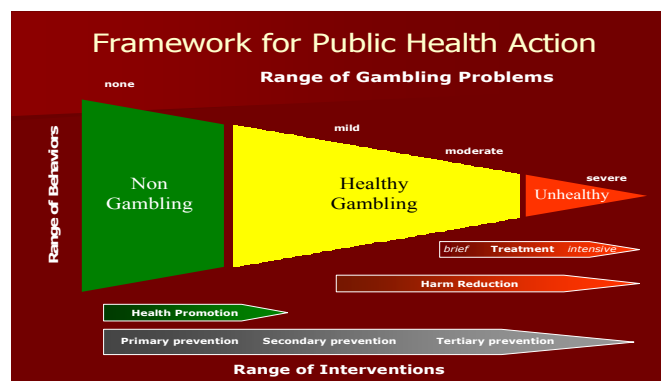 Framework for Public Health Action
Range of Gambling Problems
none
mild
moderate
severe
Range of Behaviors
Non
Gambling
Healthy
Gambling
Unhealthy
brief Treatment intensive
Harm Reduction
Health Promotion
Primary prevention Secondary prevention Tertiary prevention
Range of Interventions